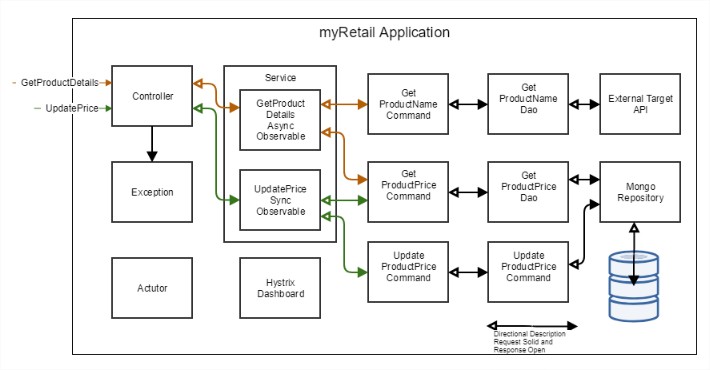 myRetail Application
GetProductDetails
UpdatePrice
Controller
Service
GetProduct
Details
Async
Observable
Get
ProductName
Command
Get
ProductName
Dao
External Target
API
Exception
UpdatePrice
Sync
Observable
Get
ProductPrice
Command
Get
ProductPrice
Dao
Mongo
Repository
Actutor
Hystrix
Dashboard
Update
ProductPrice
Command
Update
ProductPrice
Command
Directional Description
Request Solid and
Response Open